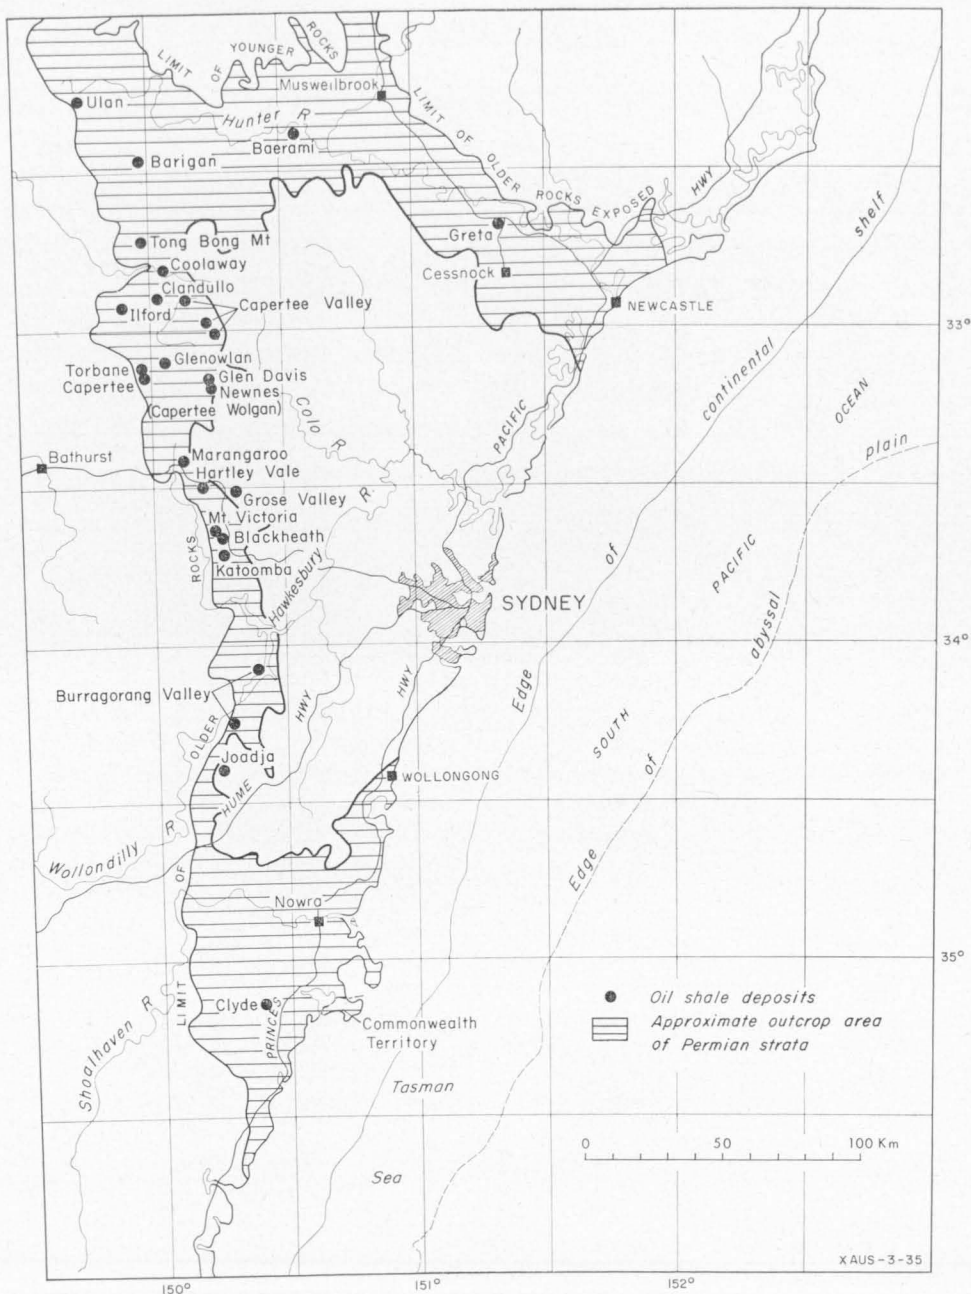 LIMIT OF YOUNGER ROCKS
Muswellbrook
Ulan
Hunter R
Baerami
Barigan
LIMIT OF OLDER ROCKS EXPOSED
HWY
shelf
Tong Bong Mt
Greta
Coolaway
Cessnock
Clandullo
Capertee Valley
Ilford
NEWCASTLE
33°
continental
Glenowlan
Torbane
Glen Davis
Capertee
Newnes
(Capertee Wolgan)
OCEAN
PACIFIC
Colo R
plain
Bathurst
Marangaroo
Hartley Vale
Grose Valley
R.
Mt. Victoria
Blackheath
of
PACIFIC
ROCKS
Katoomba
Hawkesbury
SYDNEY
abyssal
34°
Burragorang Valley
HWY
HWY
Edge
OLDER
SOUTH
of
Joadja
HUME
WOLLONGONG
Wollondilly R
Edge
OF
Nowra
35°
LIMIT
Clyde
PRINCES
Commonwealth
Territory
Oil shale deposits
Approximate outcrop area
of Permian strata
Shoalhaven R
Tasman
0 50 100 Km
Sea
XAUS-3-35
150° 151° 152°